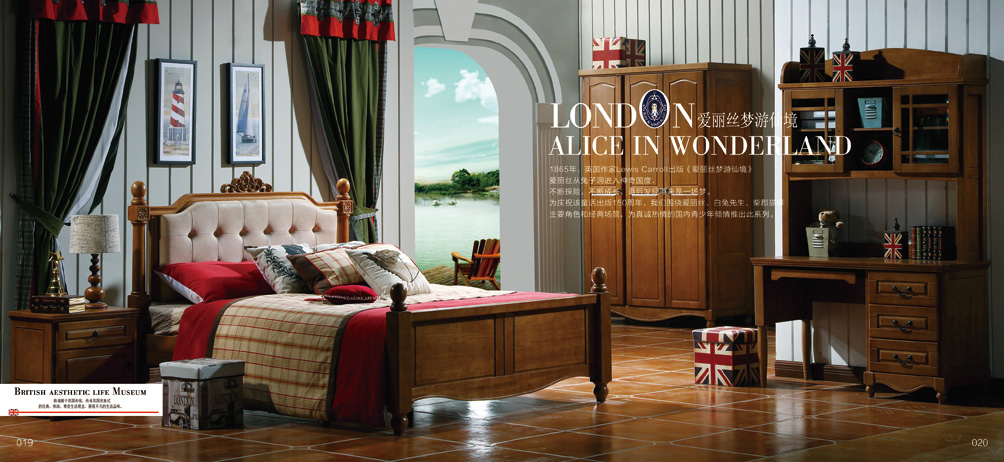 LONDON 爱丽丝梦游仙境
ALICE IN WONDERLAND
1865年，英国作家Lewis Carroll出版《爱丽丝梦游仙境》
爱丽丝从兔子洞进入神奇国度，
不断探险，不断成长，最后发现原来是一场梦。
为庆祝该童话出版150周年，我们围绕爱丽丝、白兔先生、柴郡猫等
主要角色和经典场景，为真诚热情的国内青少年倾情推出此系列。
LONDON
BRITISH AESTHETIC LIFE MUSEUM
019
020